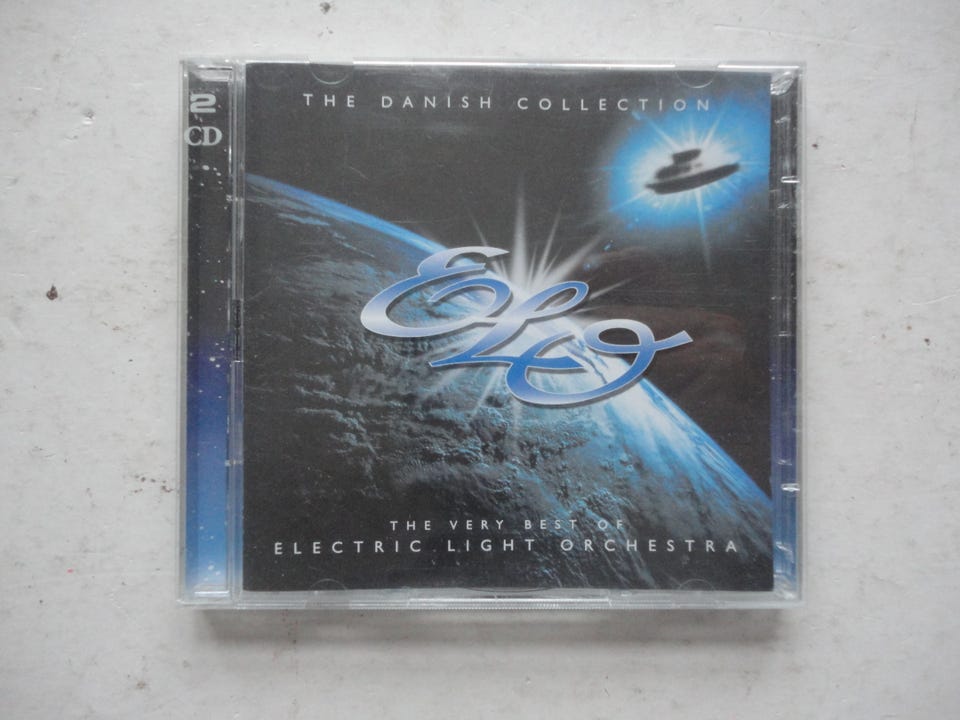 2
CD
THE DANISH COLLECTION
ELO
THE VERY BEST OF
ELECTRIC LIGHT ORCHESTRA